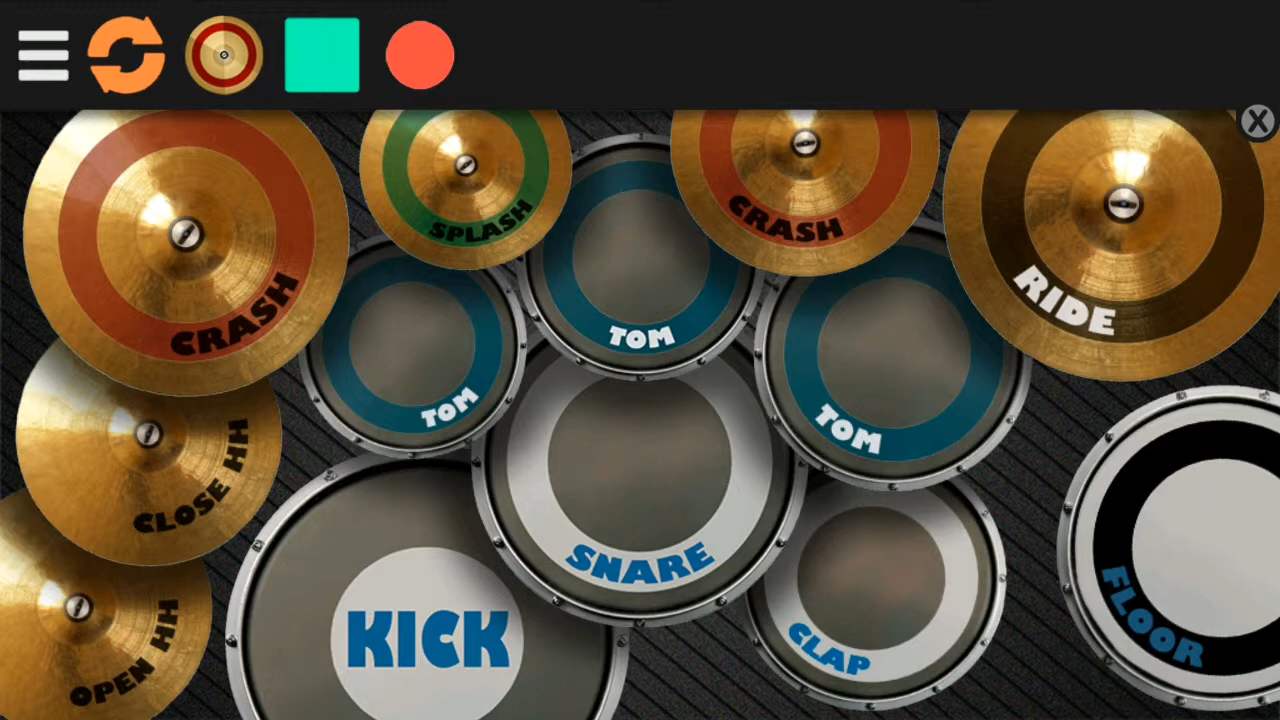 X
SPLASH
CRASH
CRASH
RIDE
TOM
TOM
TOM
CLOSE HH
SNARE
KICK
CLAP
FLOOR
OPEN HH